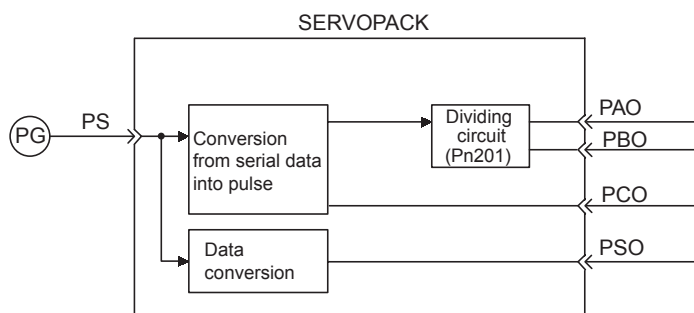 SERVOPACK
PG
PS
Conversion
from serial data
into pulse
Dividing
circuit
(Pn201)
PAO
PBO
PCO
Data
conversion
PSO